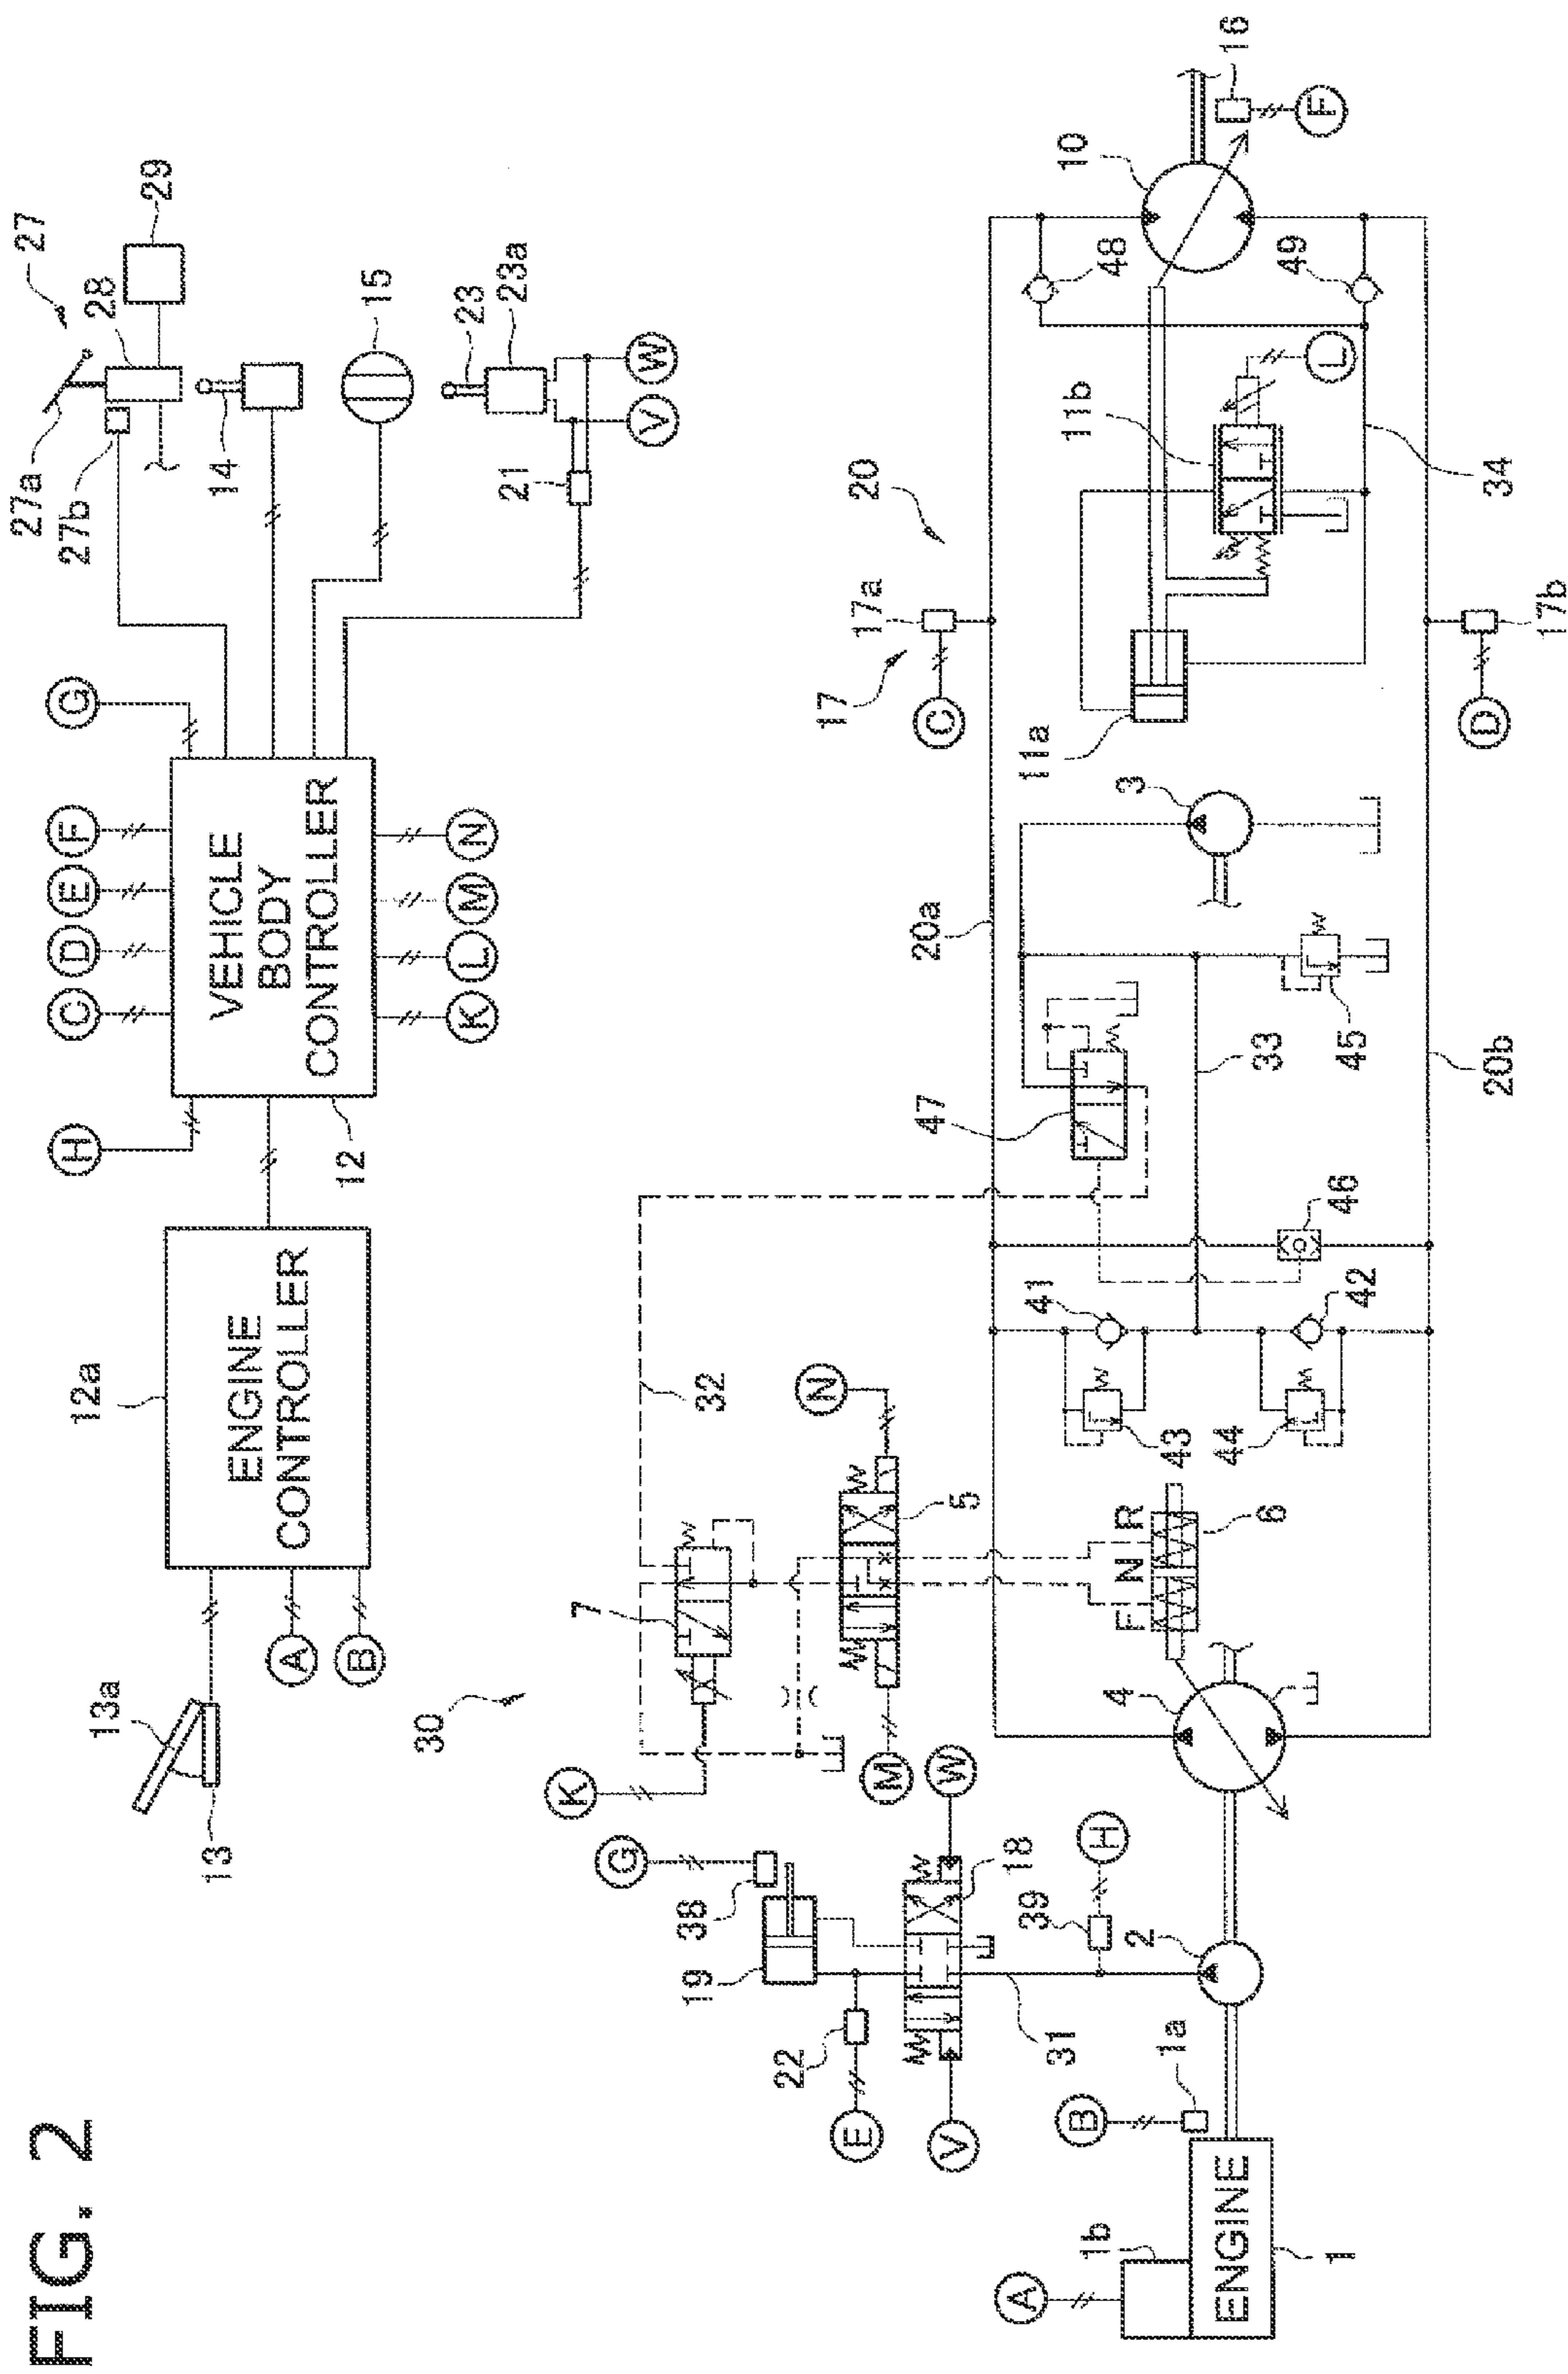 FIG. 2
13a
13
12a
ENGINE
CONTROLLER
A
B
H
12
VEHICLE
BODY
CONTROLLER
C
D
E
F
G
K
L
M
N
27
27a
27b
28
29
14
15
23
23a
21
V
W
30
K
7
32
N
5
M
G
38
19
22
E
V
W
18
31
H
39
2
B
1a
A
1b
ENGINE
1
4
F N R
6
41
42
43
44
46
47
33
45
3
20a
20b
20
17
17a
C
17b
D
11a
11b
L
34
48
49
10
16
F